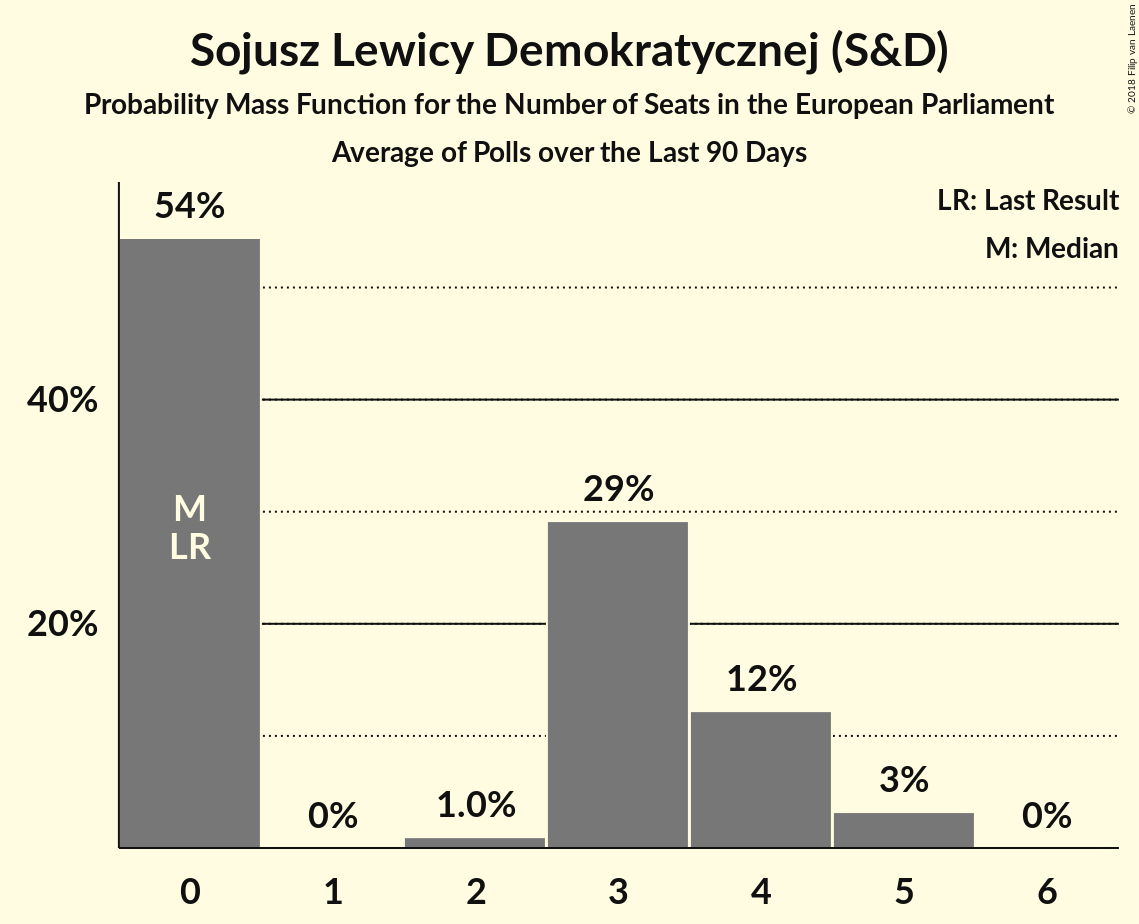 Sojusz Lewicy Demokratycznej (S&D)
Probability Mass Function for the Number of Seats in the European Parliament
Average of Polls over the Last 90 Days
© 2018 Filip van Laenen
LR: Last Result
M: Median
54%
40%
M
LR
29%
20%
12%
3%
1.0%
0%
0%
0 1 2 3 4 5 6